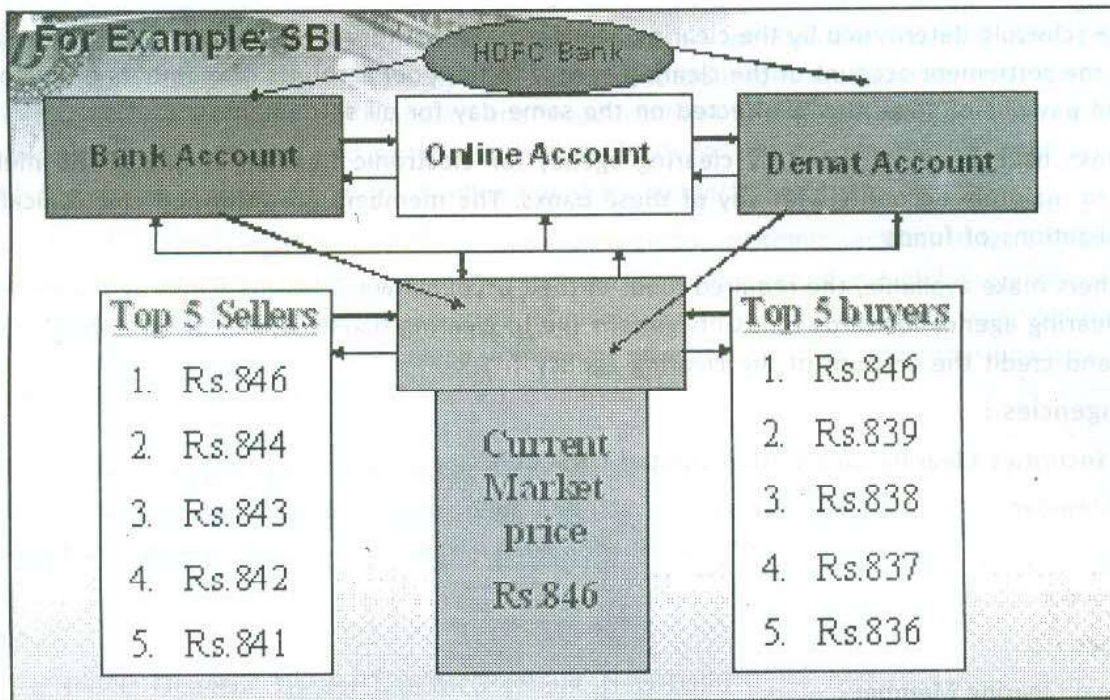 For Example: SBI
HDFC Bank
Bank Account
Online Account
Demat Account
Top 5 Sellers
1. Rs.846
2. Rs.844
3. Rs.843
4. Rs.842
5. Rs.841
Current
Market
price
Rs.846
Top 5 buyers
1. Rs.846
2. Rs.839
3. Rs.838
4. Rs.837
5. Rs.836